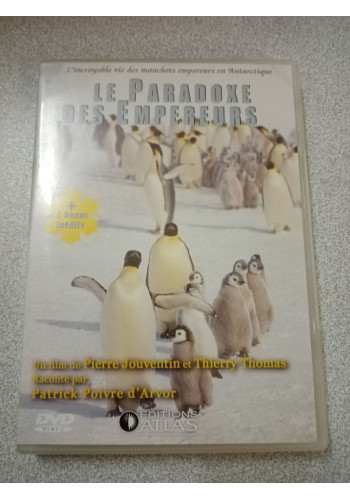 L'incroyable vie des manchots empereurs en Antarctique
LE PARADOXE
DES EMPEREURS
+
2 Bonus
inédits
Un film de Pierre Jouventin et Thierry Thomas
Raconté par
Patrick Poivre d'Arvor
DVD
EDITIONS
ATLAS